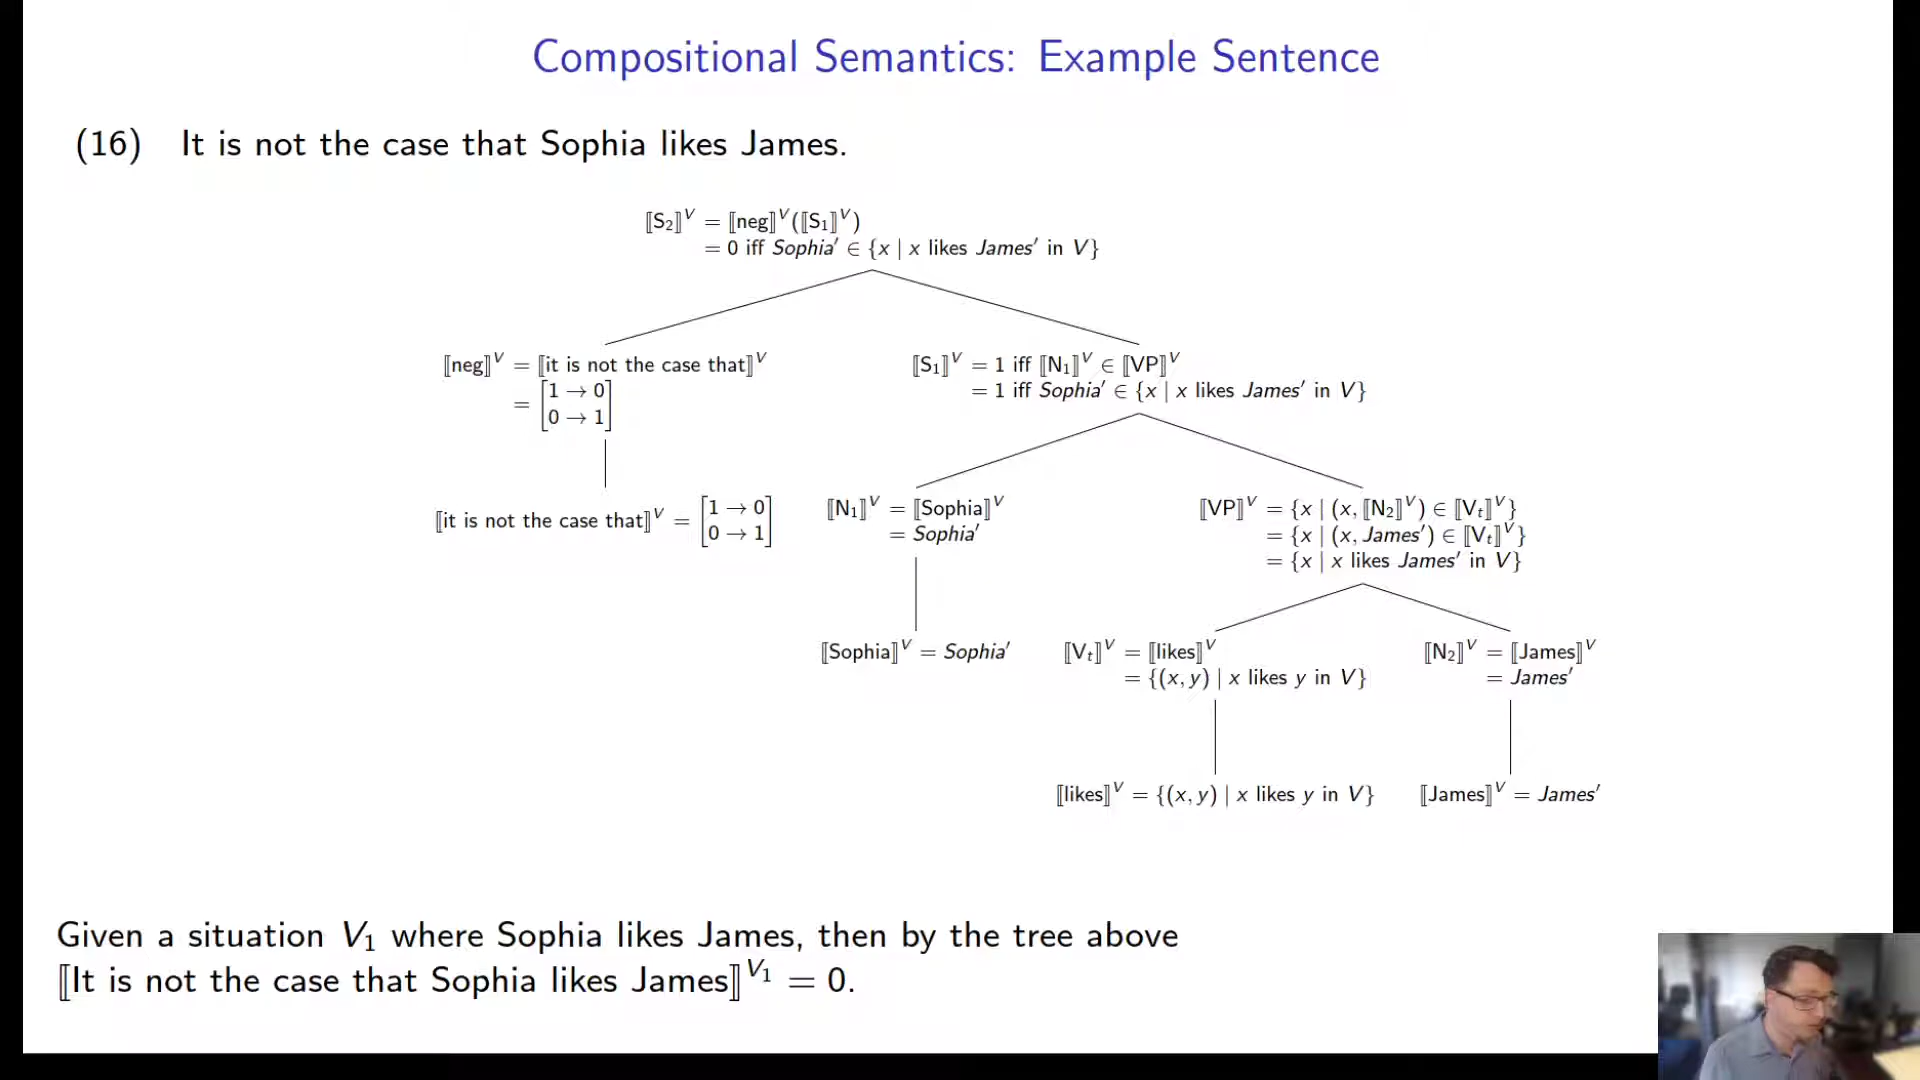 Compositional Semantics: Example Sentence
(16) It is not the case that Sophia likes James.
⟦S₂⟧ⱽ = ⟦neg⟧ⱽ(⟦S₁⟧ⱽ)
= 0 iff Sophia′ ∈ {x | x likes James′ in V}
⟦neg⟧ⱽ = ⟦it is not the case that⟧ⱽ
= [1 → 0
0 → 1]
⟦S₁⟧ⱽ = 1 iff ⟦N₁⟧ⱽ ∈ ⟦VP⟧ⱽ
= 1 iff Sophia′ ∈ {x | x likes James′ in V}
⟦it is not the case that⟧ⱽ = [1 → 0
0 → 1]
⟦N₁⟧ⱽ = ⟦Sophia⟧ⱽ
= Sophia′
⟦VP⟧ⱽ = {x | (x, ⟦N₂⟧ⱽ) ∈ ⟦Vₜ⟧ⱽ}
= {x | (x, James′) ∈ ⟦Vₜ⟧ⱽ}
= {x | x likes James′ in V}
⟦Sophia⟧ⱽ = Sophia′
⟦Vₜ⟧ⱽ = ⟦likes⟧ⱽ
= {(x, y) | x likes y in V}
⟦N₂⟧ⱽ = ⟦James⟧ⱽ
= James′
⟦likes⟧ⱽ = {(x, y) | x likes y in V}
⟦James⟧ⱽ = James′
Given a situation V₁ where Sophia likes James, then by the tree above
⟦It is not the case that Sophia likes James⟧ⱽ¹ = 0.